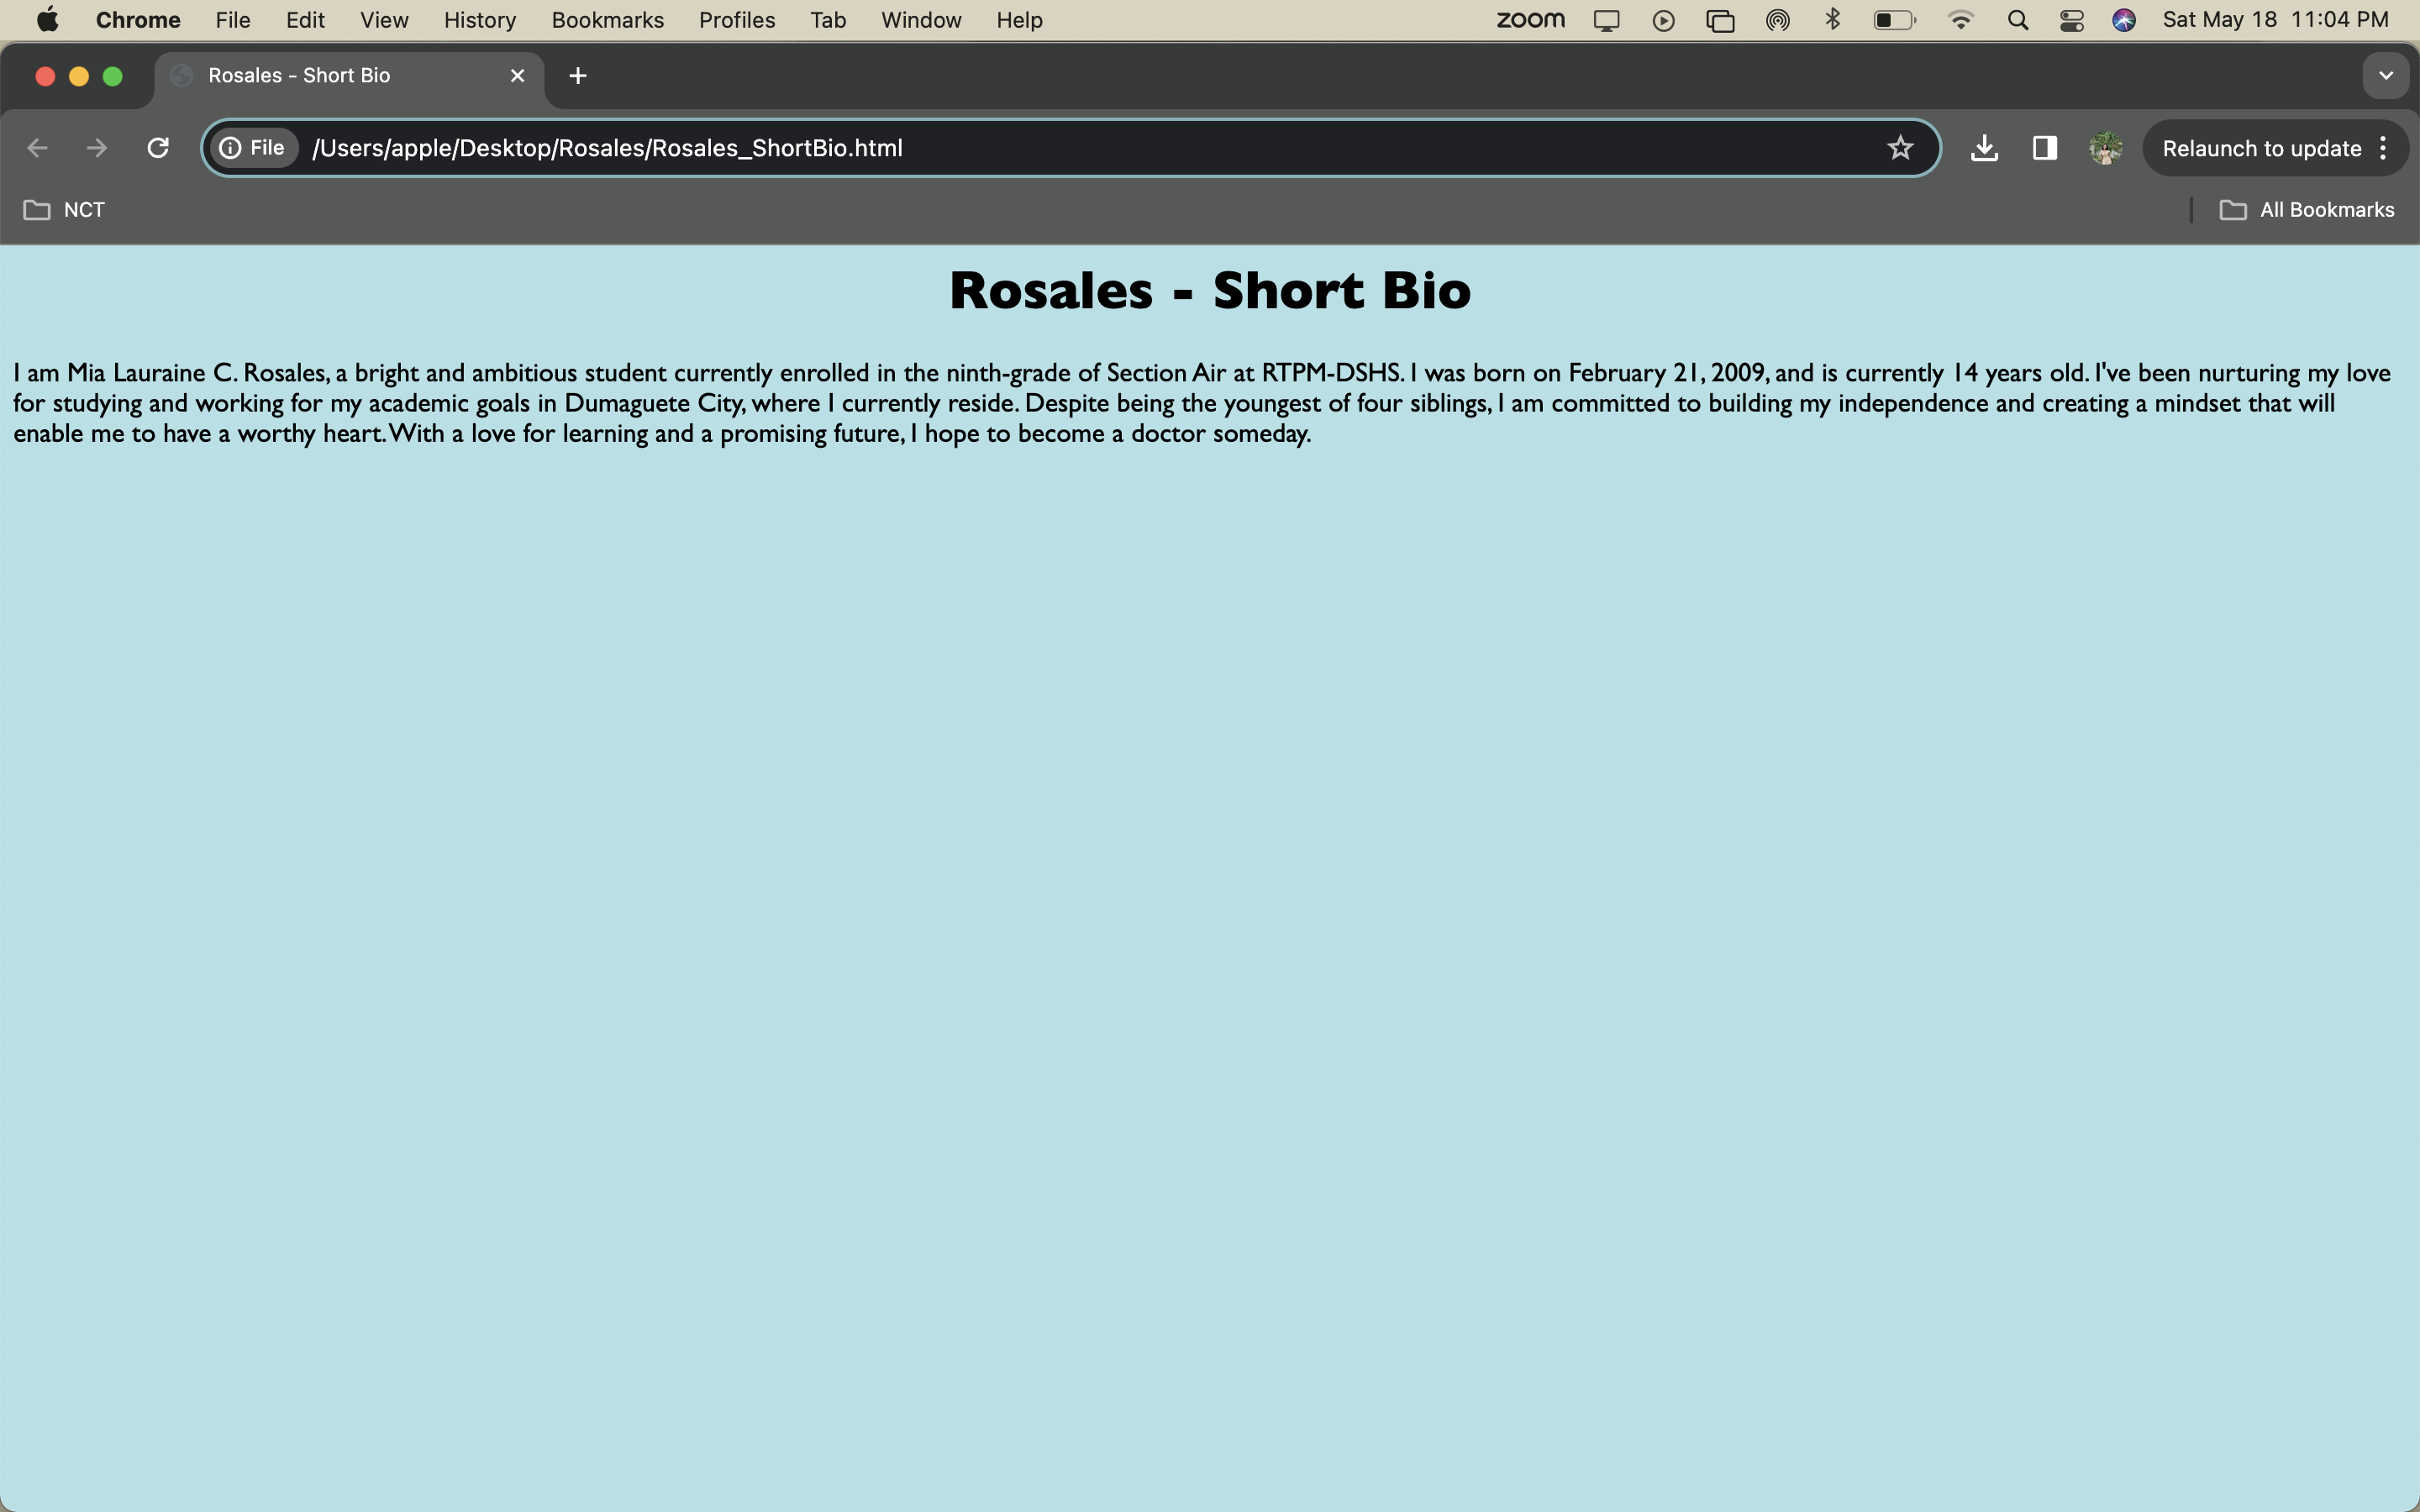 Chrome File Edit View History Bookmarks Profiles Tab Window Help zoom Sat May 18 11:04 PM
Rosales - Short Bio
File /Users/apple/Desktop/Rosales/Rosales_ShortBio.html Relaunch to update
NCT All Bookmarks
Rosales - Short Bio
I am Mia Lauraine C. Rosales, a bright and ambitious student currently enrolled in the ninth-grade of Section Air at RTPM-DSHS. I was born on February 21, 2009, and is currently 14 years old. I've been nurturing my love
for studying and working for my academic goals in Dumaguete City, where I currently reside. Despite being the youngest of four siblings, I am committed to building my independence and creating a mindset that will
enable me to have a worthy heart. With a love for learning and a promising future, I hope to become a doctor someday.